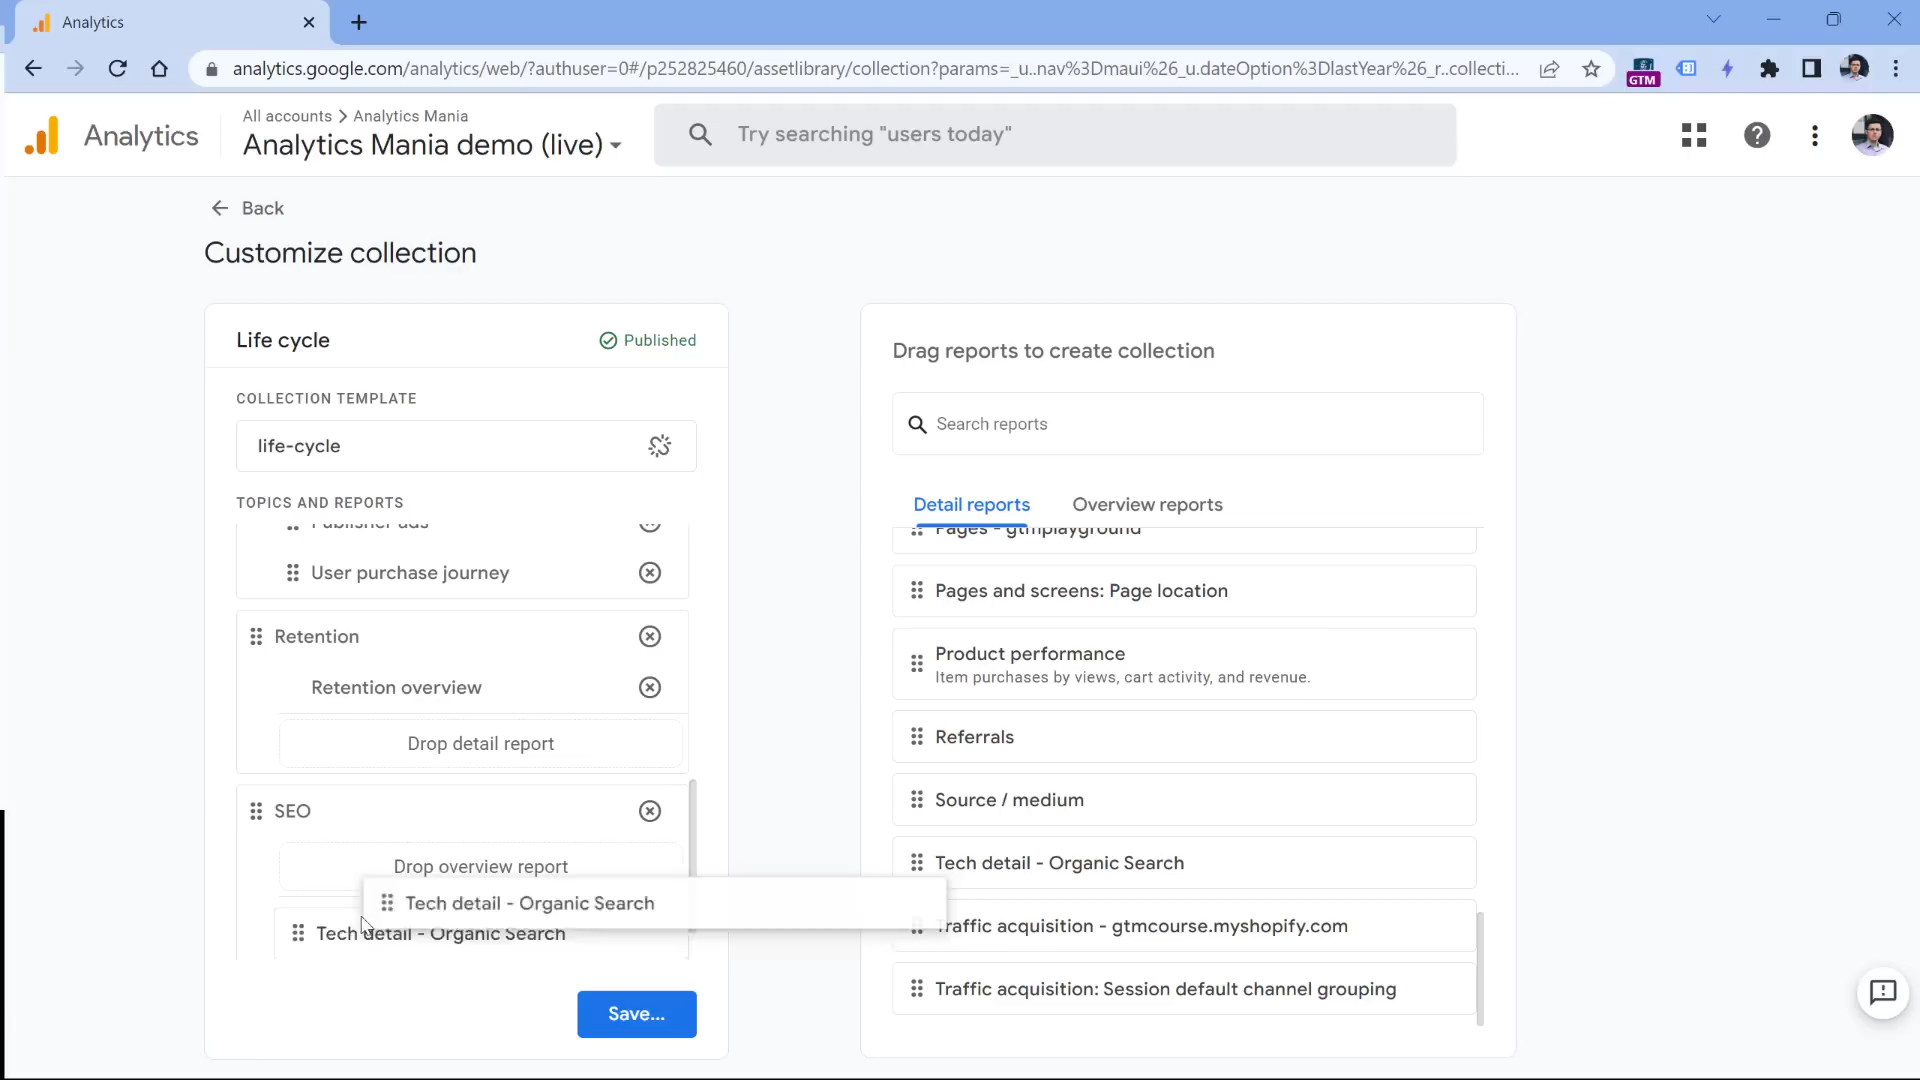 Analytics
analytics.google.com/analytics/web/?authuser=0#/p252825460/assetlibrary/collection?params=_u..nav%3Dmaui%26_u.dateOption%3DlastYear%26_r..collecti...
GTM
Analytics
All accounts > Analytics Mania
Analytics Mania demo (live)
Try searching "users today"
Back
Customize collection
Life cycle
Published
COLLECTION TEMPLATE
life-cycle
TOPICS AND REPORTS
Publisher ads
User purchase journey
Retention
Retention overview
Drop detail report
SEO
Drop overview report
Tech detail - Organic Search
Tech detail - Organic Search
Save...
Drag reports to create collection
Search reports
Detail reports
Overview reports
Pages - gtmplayground
Pages and screens: Page location
Product performance
Item purchases by views, cart activity, and revenue.
Referrals
Source / medium
Tech detail - Organic Search
Traffic acquisition - gtmcourse.myshopify.com
Traffic acquisition: Session default channel grouping